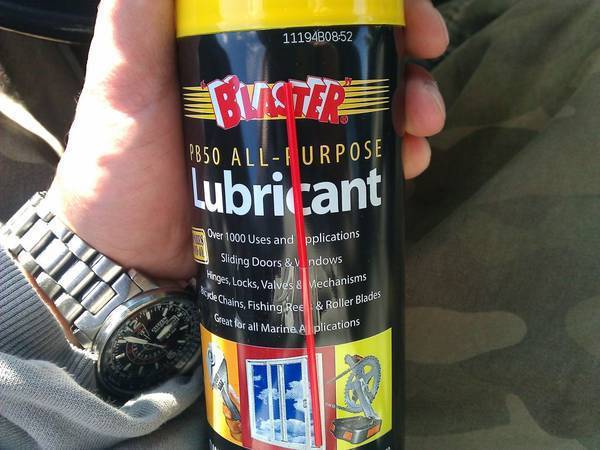 11194B0852
"B'LASTER"
PB50 ALL-PURPOSE
Lubricant
Over 1000 Uses and Applications
Sliding Doors & Windows
Hinges, Locks, Valves & Mechanisms
Bicycle Chains, Fishing Reels & Roller Blades
Great for all Marine Applications